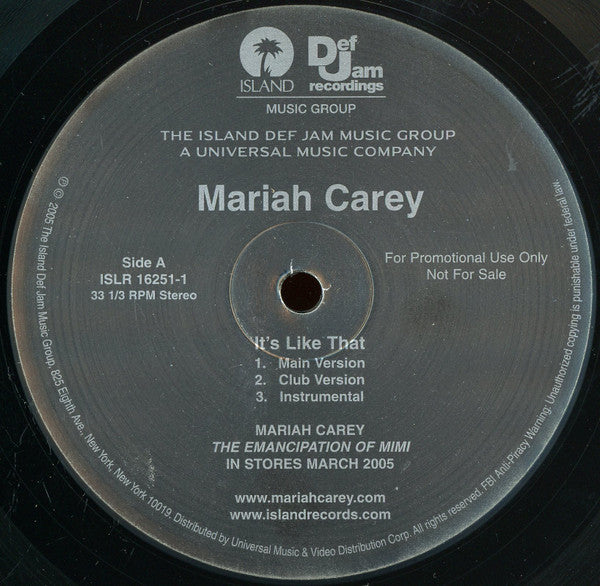 ISLAND
Def
Jam
recordings
MUSIC GROUP
THE ISLAND DEF JAM MUSIC GROUP
A UNIVERSAL MUSIC COMPANY
Mariah Carey
Side A
ISLR 16251-1
33 1/3 RPM Stereo
For Promotional Use Only
Not For Sale
It's Like That
1. Main Version
2. Club Version
3. Instrumental
MARIAH CAREY
THE EMANCIPATION OF MIMI
IN STORES MARCH 2005
www.mariahcarey.com
www.islandrecords.com
℗ © 2005 The Island Def Jam Music Group, 825 Eighth Ave., New York, New York 10019. Distributed by Universal Music & Video Distribution Corp. All rights reserved. FBI Anti-Piracy Warning: Unauthorized copying is punishable under federal law.